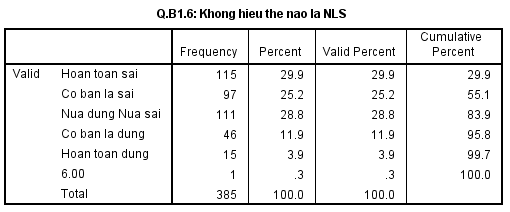 Q.B1.6: Khong hieu the nao la NLS
Frequency Percent Valid Percent Cumulative Percent
Valid Hoan toan sai 115 29.9 29.9 29.9
Co ban la sai 97 25.2 25.2 55.1
Nua dung Nua sai 111 28.8 28.8 83.9
Co ban la dung 46 11.9 11.9 95.8
Hoan toan dung 15 3.9 3.9 99.7
6.00 1 .3 .3 100.0
Total 385 100.0 100.0